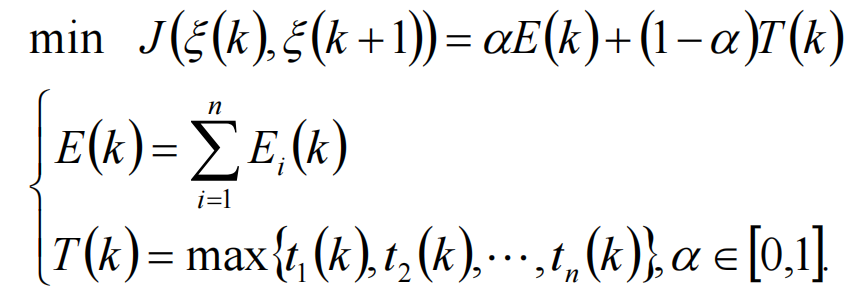 min J(ξ(k),ξ(k+1))=αE(k)+(1−α)T(k)
E(k)=∑_{i=1}^{n} E_i(k)
T(k)=max{t_1(k),t_2(k),⋯,t_n(k)},α∈[0,1].